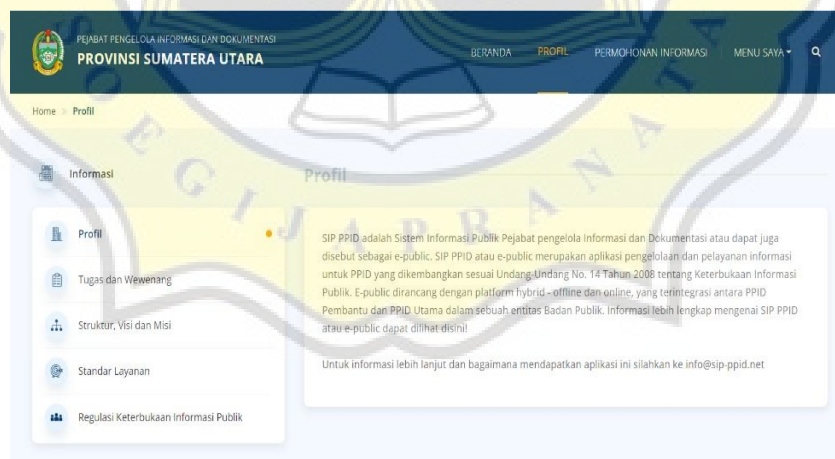 PEJABAT PENGELOLA INFORMASI DAN DOKUMENTASI
PROVINSI SUMATERA UTARA
BERANDA PROFIL PERMOHONAN INFORMASI MENU SAYA
Home > Profil
Informasi
Profil
Tugas dan Wewenang
Struktur, Visi dan Misi
Standar Layanan
Regulasi Keterbukaan Informasi Publik
Profil
SIP PPID adalah Sistem Informasi Publik Pejabat pengelola Informasi dan Dokumentasi atau dapat juga
disebut sebagai e-public. SIP PPID atau e-public merupakan aplikasi pengelolaan dan pelayanan informasi
untuk PPID yang dikembangkan sesuai Undang-Undang No. 14 Tahun 2008 tentang Keterbukaan Informasi
Publik. E-public dirancang dengan platform hybrid - offline dan online, yang terintegrasi antara PPID
Pembantu dan PPID Utama dalam sebuah entitas Badan Publik. Informasi lebih lengkap mengenai SIP PPID
atau e-public dapat dilihat disini!
Untuk informasi lebih lanjut dan bagaimana mendapatkan aplikasi ini silahkan ke info@sip-ppid.net
SOEGIJAPRANATA